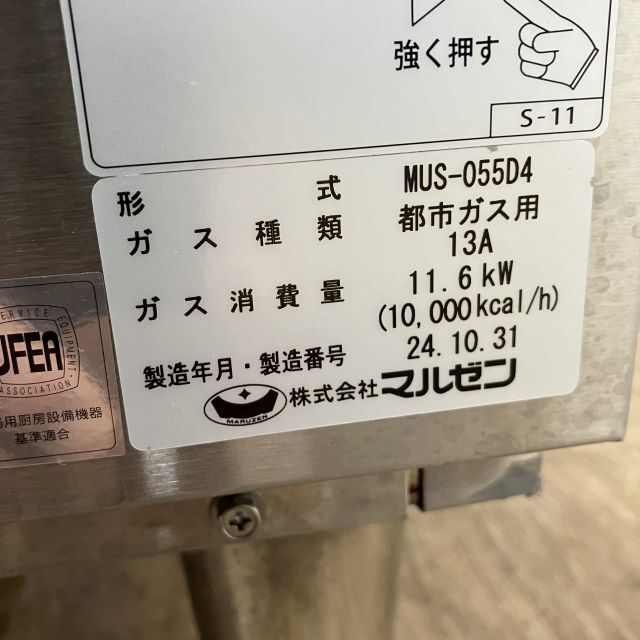 強く押す
S-11
形式 MUS-055D4
ガス種類 都市ガス用
13A
ガス消費量 11.6kW
(10,000kcal/h)
製造年月・製造番号 24.10.31
MARUZEN 株式会社マルゼン
SERVICE EQUIPMENT
JFEA
ASSOCIATION
用厨房設備機器
基準適合